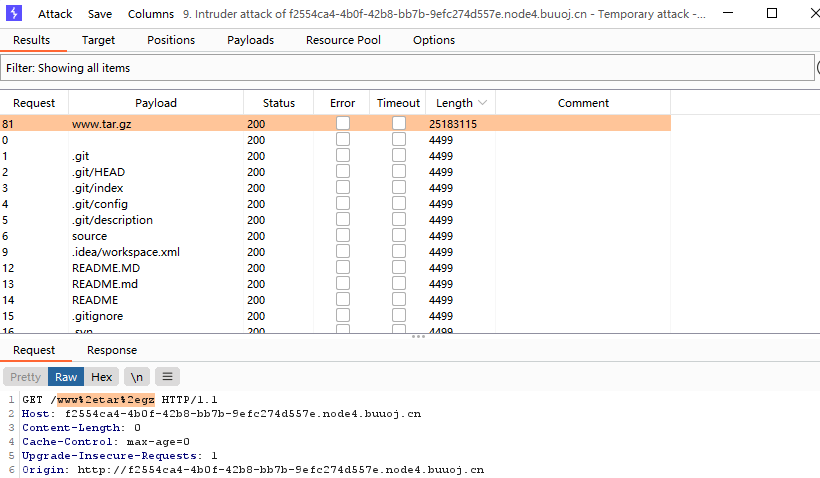 Attack Save Columns 9. Intruder attack of f2554ca4-4b0f-42b8-bb7b-9efc274d557e.node4.buuoj.cn - Temporary attack -...
Results Target Positions Payloads Resource Pool Options
Filter: Showing all items
Request Payload Status Error Timeout Length Comment
81 www.tar.gz 200 25183115
0 200 4499
1 .git 200 4499
2 .git/HEAD 200 4499
3 .git/index 200 4499
4 .git/config 200 4499
5 .git/description 200 4499
6 source 200 4499
9 .idea/workspace.xml 200 4499
12 README.MD 200 4499
13 README.md 200 4499
14 README 200 4499
15 .gitignore 200 4499
16 .svn 200 4499
Request Response
Pretty Raw Hex \n
1 GET /www%2etar%2egz HTTP/1.1
2 Host: f2554ca4-4b0f-42b8-bb7b-9efc274d557e.node4.buuoj.cn
3 Content-Length: 0
4 Cache-Control: max-age=0
5 Upgrade-Insecure-Requests: 1
6 Origin: http://f2554ca4-4b0f-42b8-bb7b-9efc274d557e.node4.buuoj.cn